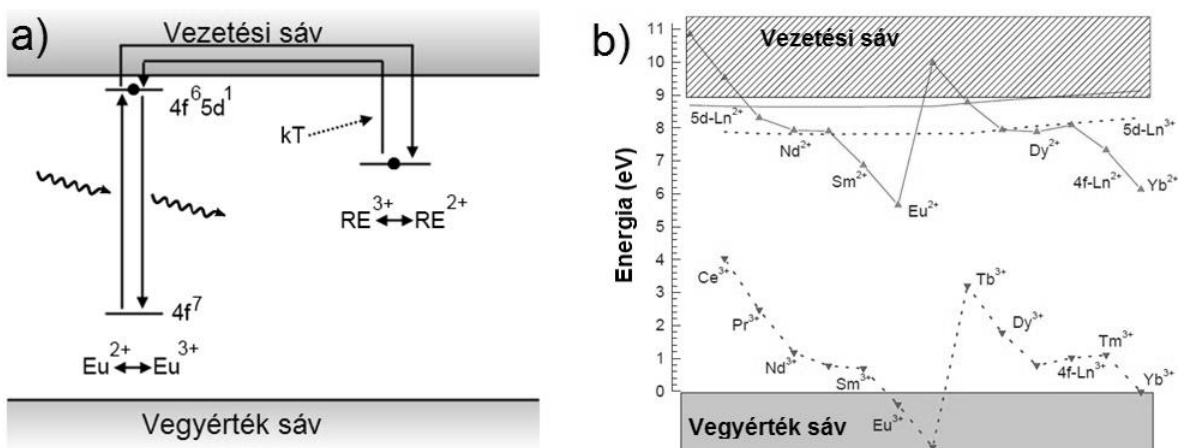 a)
Vezetési sáv
4f⁶5d¹
kT
RE³⁺↔RE²⁺
4f⁷
Eu²⁺↔Eu³⁺
Vegyérték sáv
b)
Energia (eV)
11
10
9
8
7
6
5
4
3
2
1
0
Vezetési sáv
5d-Ln²⁺
5d-Ln³⁺
Nd²⁺
Dy²⁺
Sm²⁺
4f-Ln²⁺
Yb²⁺
Eu²⁺
Ce³⁺
Tb³⁺
Pr³⁺
Dy³⁺
Nd³⁺
Tm³⁺
Sm³⁺
4f-Ln³⁺
Yb³⁺
Eu³⁺
Vegyérték sáv